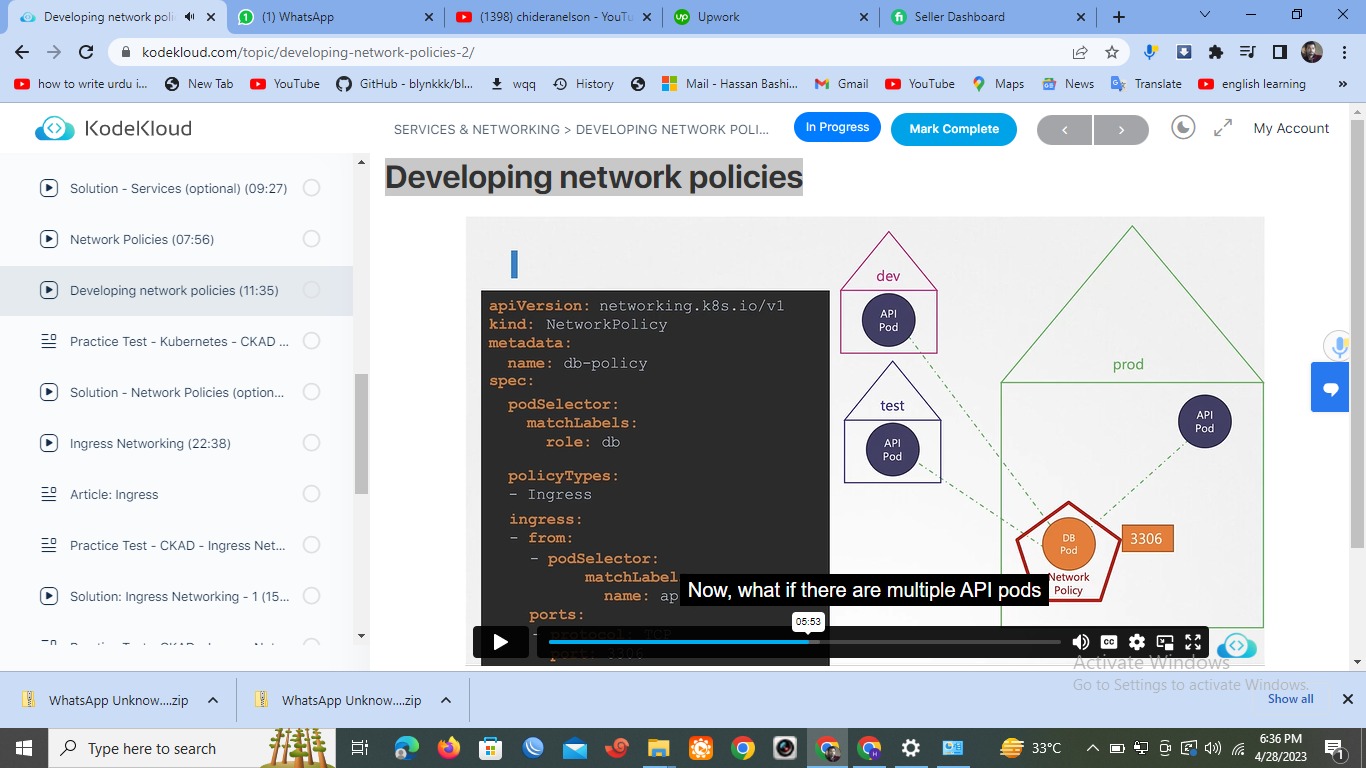 Developing network poli
(1) WhatsApp
(1398) chideranelson - YouTu
Upwork
Seller Dashboard
kodekloud.com/topic/developing-network-policies-2/
how to write urdu i...
New Tab
YouTube
GitHub - blynkkk/bl...
wqq
History
Mail - Hassan Bashi...
Gmail
YouTube
Maps
News
Translate
english learning
KodeKloud
SERVICES & NETWORKING > DEVELOPING NETWORK POLI...
In Progress
Mark Complete
My Account
Solution - Services (optional) (09:27)
Network Policies (07:56)
Developing network policies (11:35)
Practice Test - Kubernetes - CKAD ...
Solution - Network Policies (option...
Ingress Networking (22:38)
Article: Ingress
Practice Test - CKAD - Ingress Net...
Solution: Ingress Networking - 1 (15...
Developing network policies
apiVersion: networking.k8s.io/v1
kind: NetworkPolicy
metadata:
name: db-policy
spec:
podSelector:
matchLabels:
role: db
policyTypes:
- Ingress
ingress:
- from:
- podSelector:
matchLabel
name: ap
ports:
- protocol: TCP
port: 3306
dev
API
Pod
test
API
Pod
prod
API
Pod
DB
Pod
3306
Network
Policy
Now, what if there are multiple API pods
05:53
CC
Activate Windows
Go to Settings to activate Windows.
WhatsApp Unknow....zip
WhatsApp Unknow....zip
Show all
Type here to search
33°C
6:36 PM
4/28/2023
1